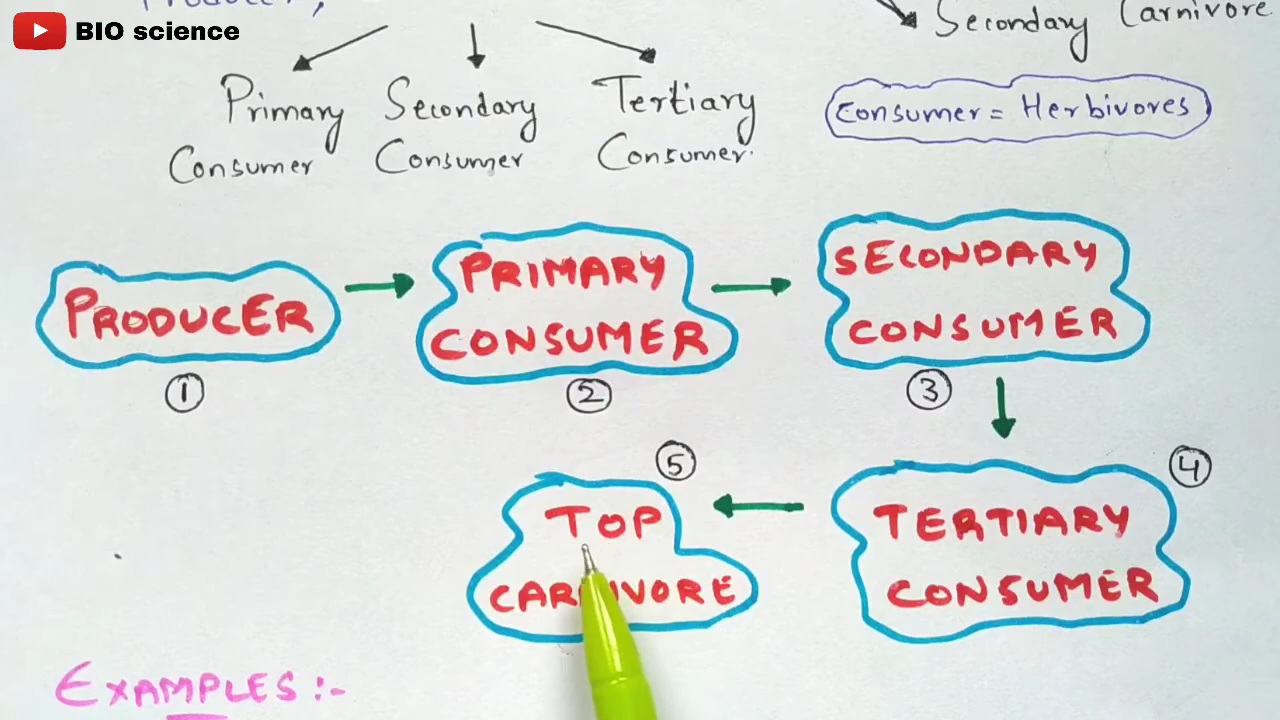 Producer,
BIO science
Secondary Carnivore
Primary Consumer
Secondary Consumer
Tertiary Consumer.
Consumer = Herbivores
PRODUCER
1
PRIMARY
CONSUMER
2
SECONDARY
CONSUMER
3
TERTIARY
CONSUMER
4
TOP
CARNIVORE
5
EXAMPLES :-